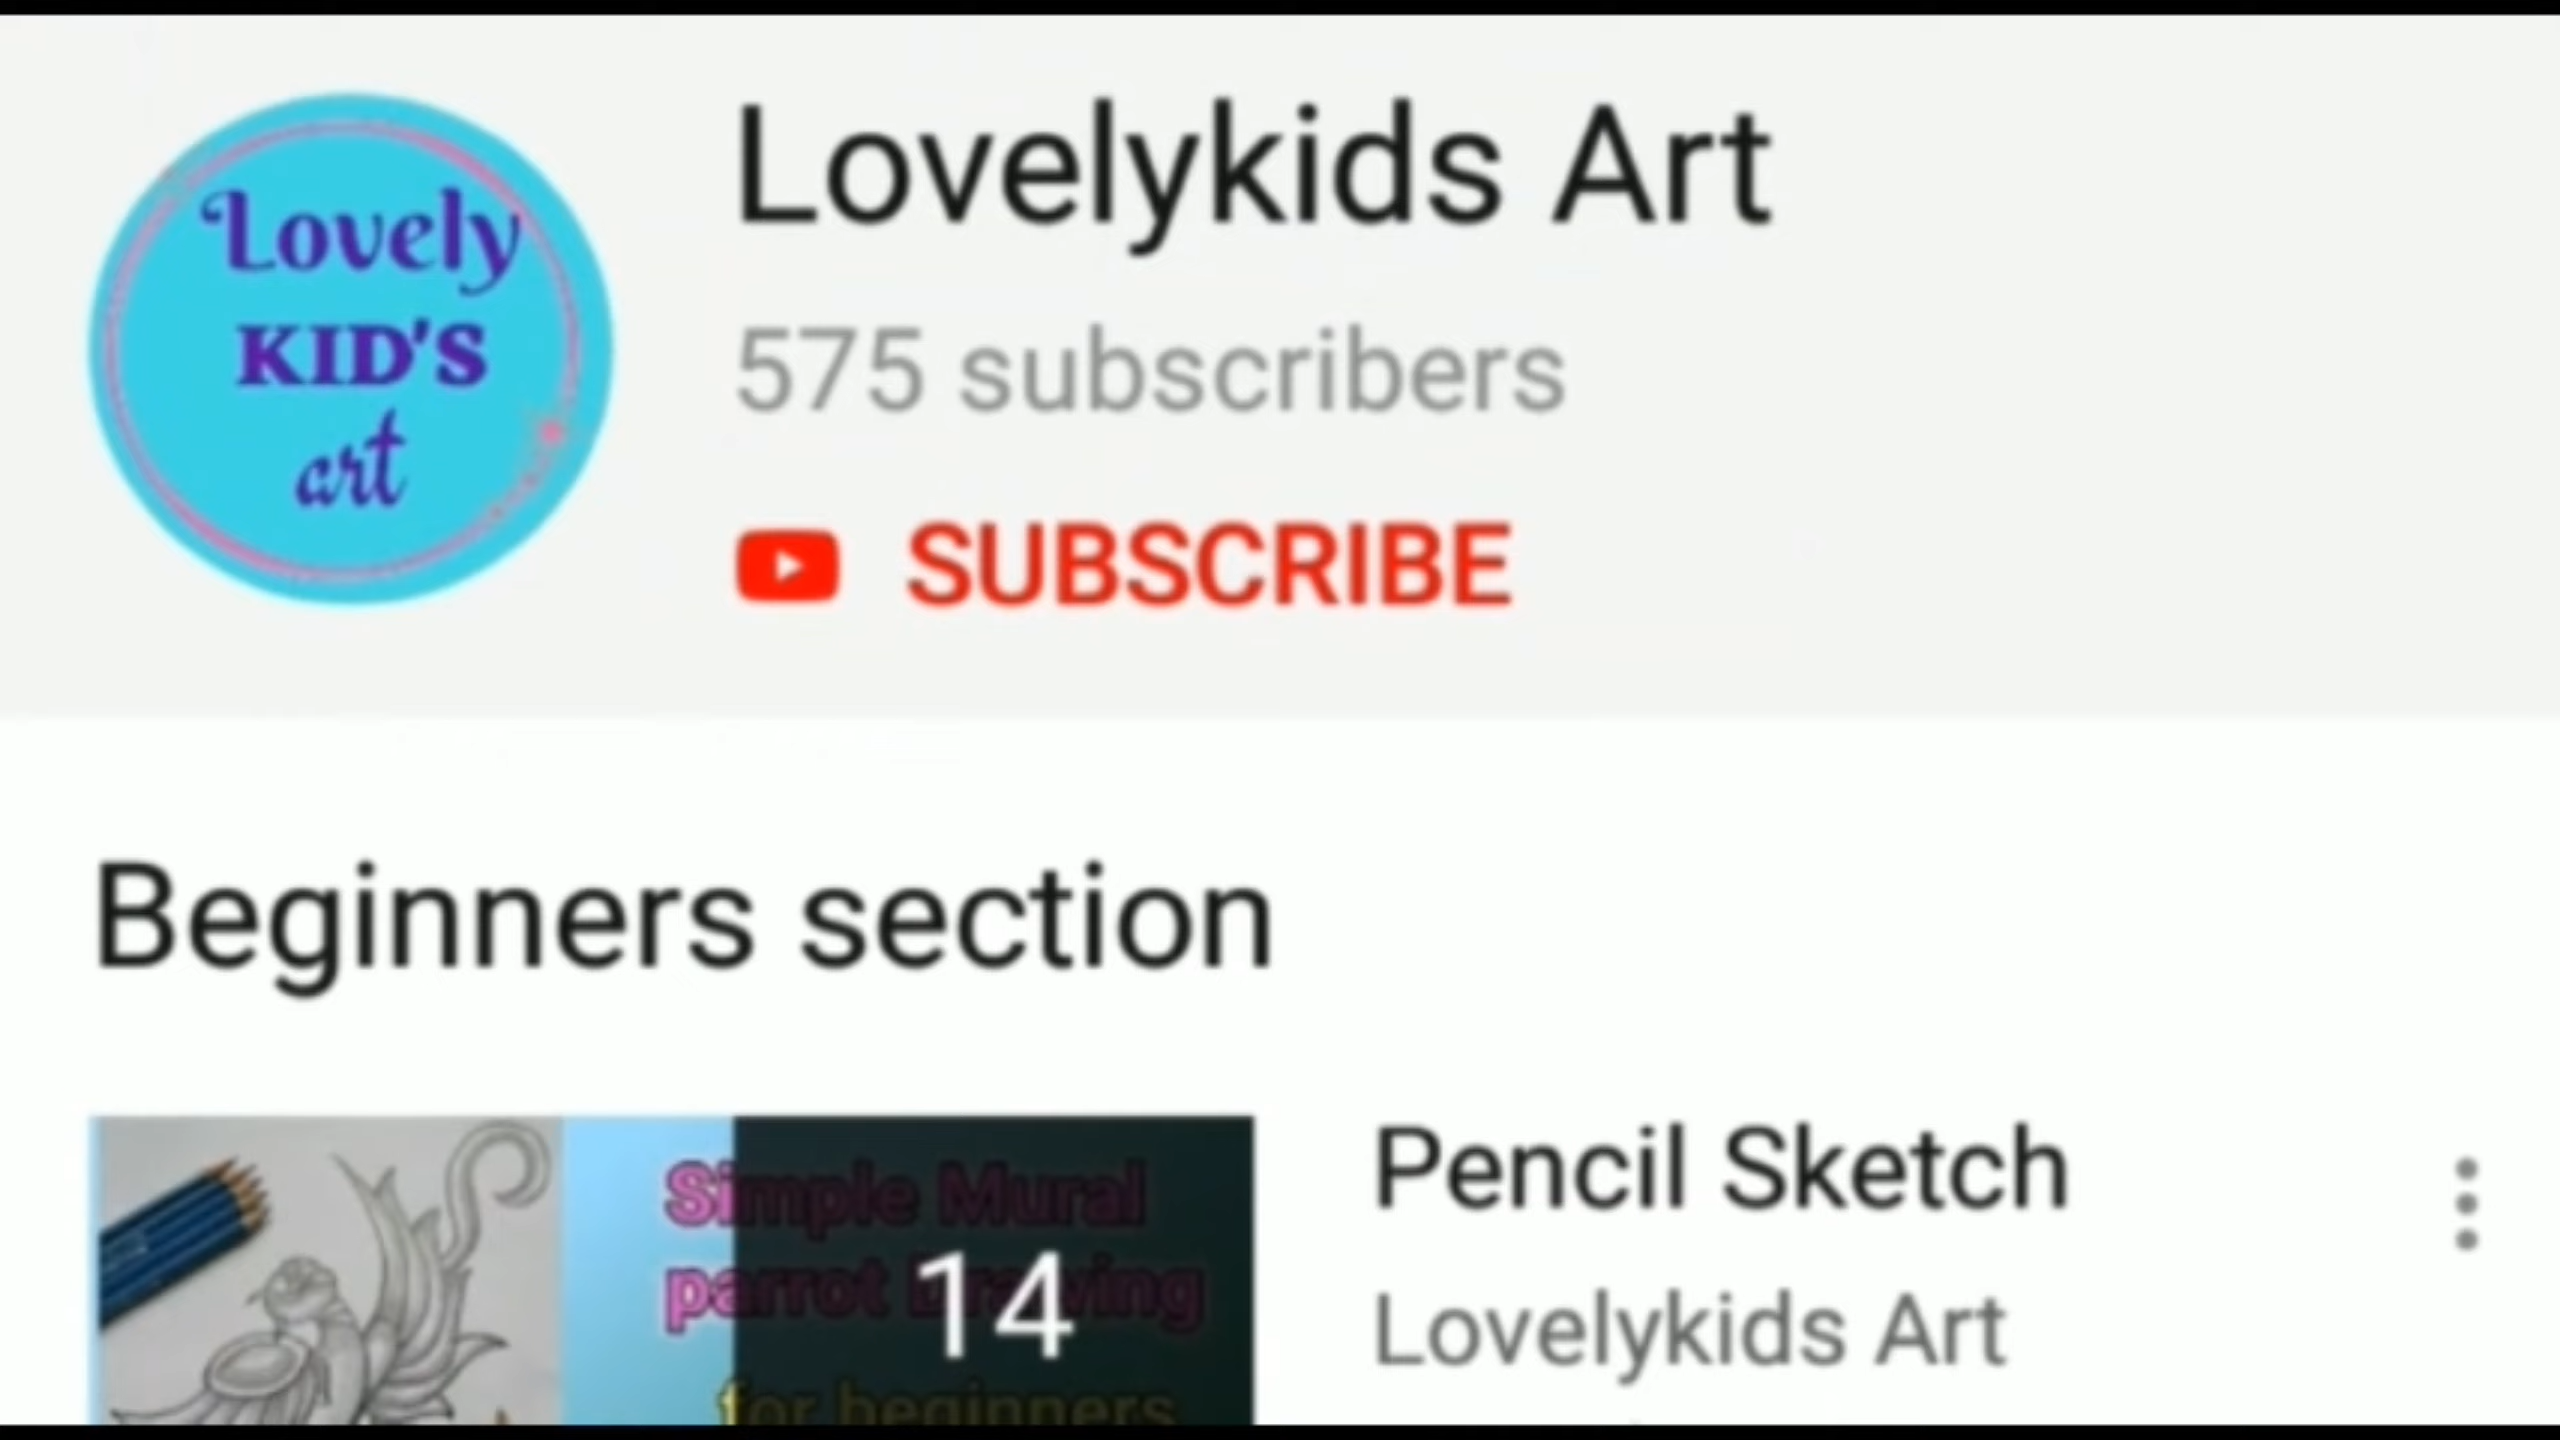 Lovely
KID'S
art
Lovelykids Art
575 subscribers
SUBSCRIBE
Beginners section
Simple Mural
parrot Drawing
for beginners
14
Pencil Sketch
Lovelykids Art